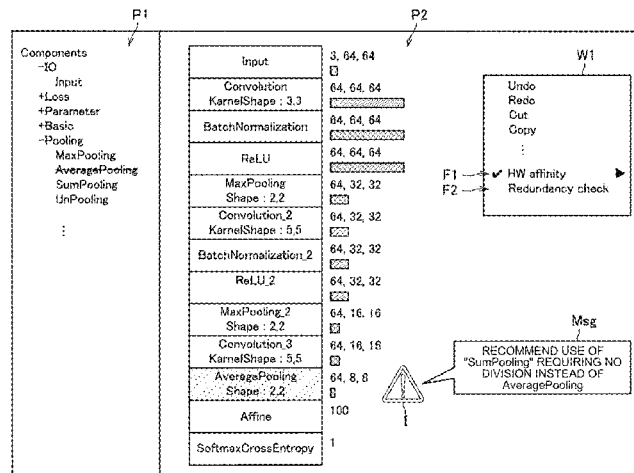 P1
P2
Components
-IO
Input
+Loss
+Parameter
+Basic
-Pooling
MaxPooling
AveragePooling
SumPooling
UnPooling
⋮
Input
3, 64, 64
Convolution
KernelShape : 3,3
64, 64, 64
BatchNormalization
64, 64, 64
ReLU
64, 64, 64
MaxPooling
Shape : 2,2
64, 32, 32
Convolution_2
KernelShape : 5,5
64, 32, 32
BatchNormalization_2
64, 32, 32
ReLU_2
64, 32, 32
MaxPooling_2
Shape : 2,2
64, 16, 16
Convolution_3
KernelShape : 5,5
64, 16, 16
AveragePooling
Shape : 2,2
64, 8, 8
Affine
100
SoftmaxCrossEntropy
1
W1
Undo
Redo
Cut
Copy
⋮
F1
✔ HW affinity ▶
F2
Redundancy check
Msg
RECOMMEND USE OF
"SumPooling" REQUIRING NO
DIVISION INSTEAD OF
AveragePooling
!
I